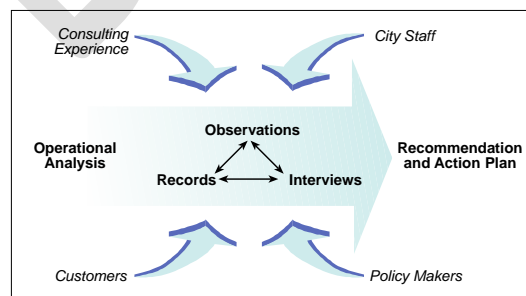 Consulting
Experience
City Staff
Observations
Operational
Analysis
Recommendation
and Action Plan
Records
Interviews
Customers
Policy Makers